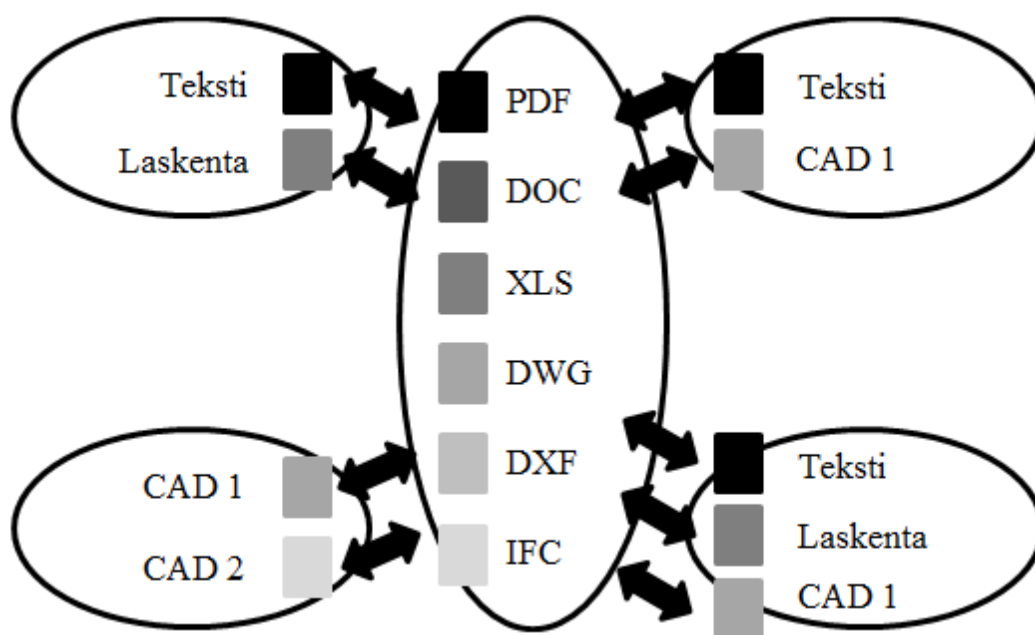 Teksti
Laskenta
PDF
DOC
XLS
DWG
DXF
IFC
Teksti
CAD 1
CAD 1
CAD 2
Teksti
Laskenta
CAD 1